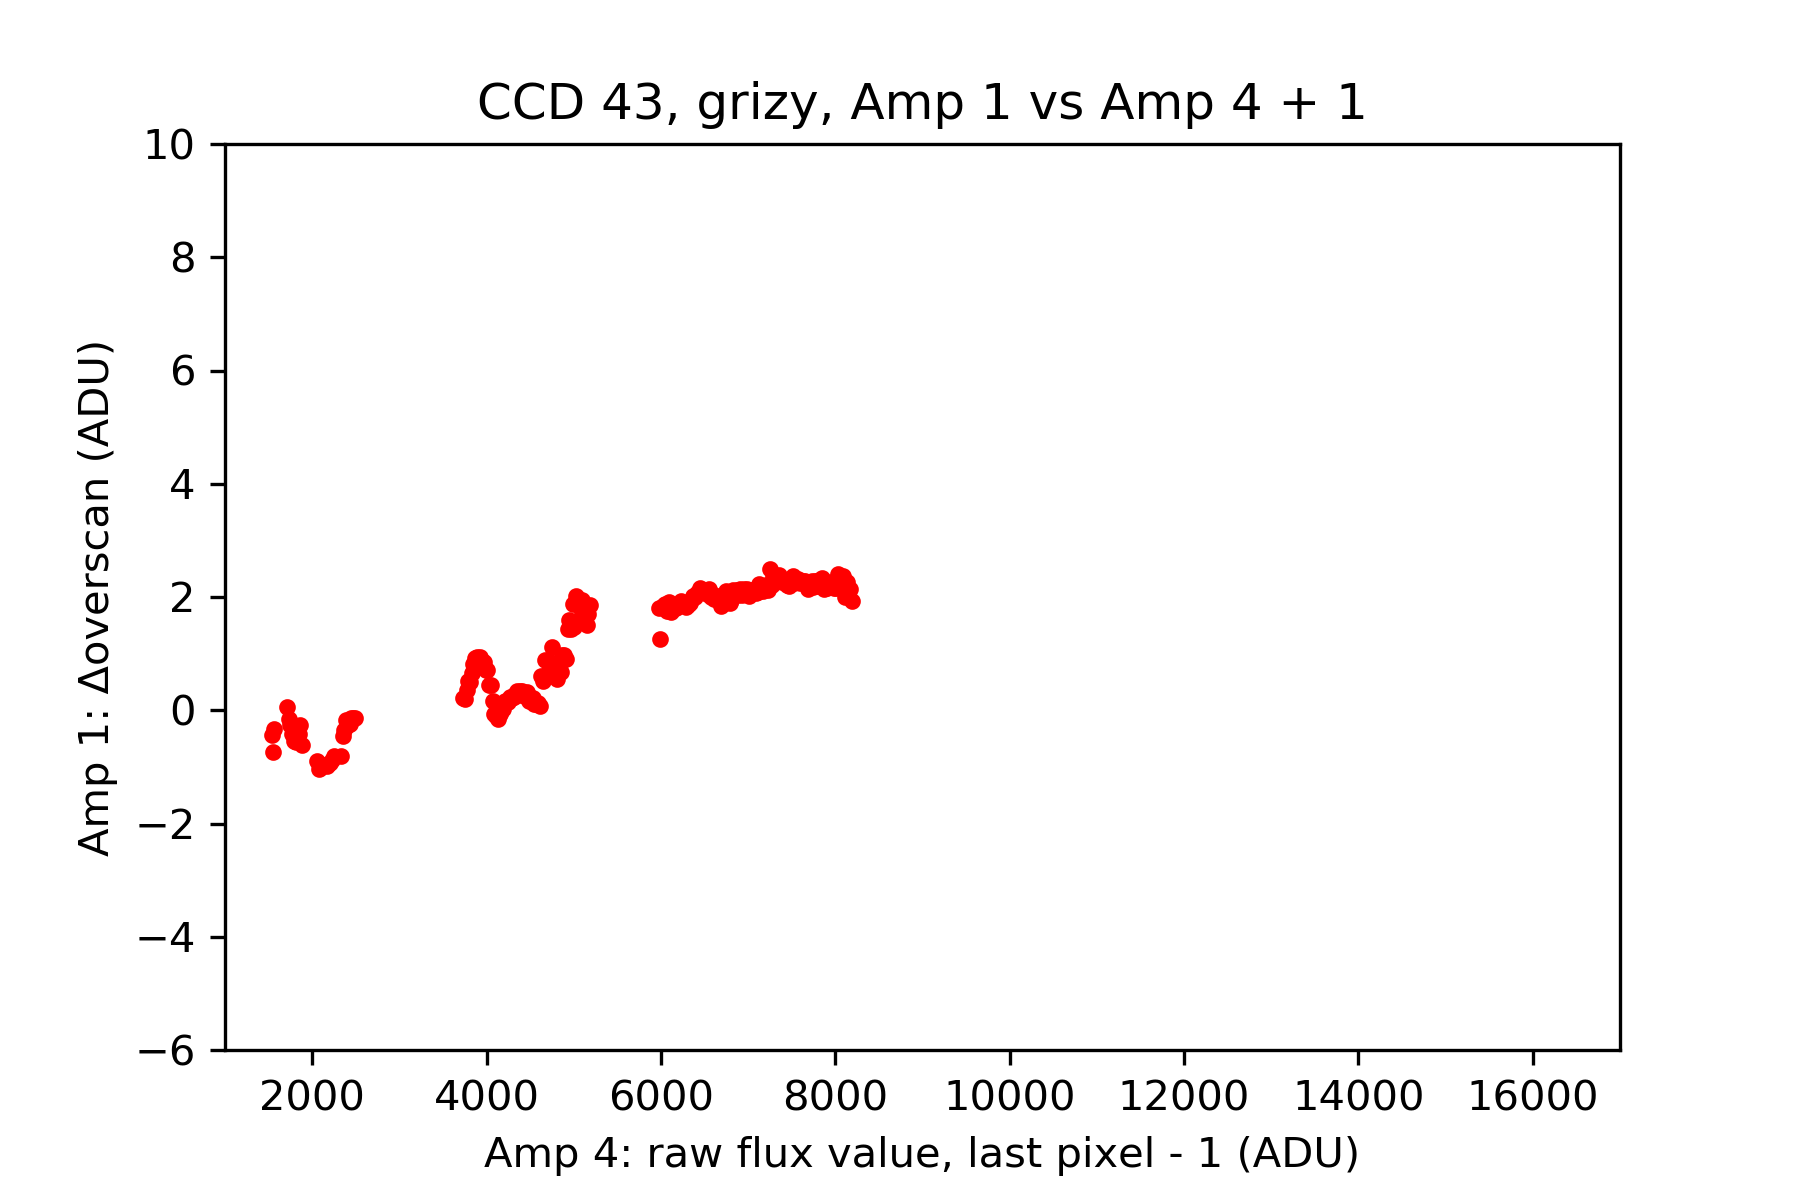 CCD 43, grizy, Amp 1 vs Amp 4 + 1
10
8
6
4
2
0
−2
−4
−6
Amp 1: Δoverscan (ADU)
2000 4000 6000 8000 10000 12000 14000 16000
Amp 4: raw flux value, last pixel - 1 (ADU)